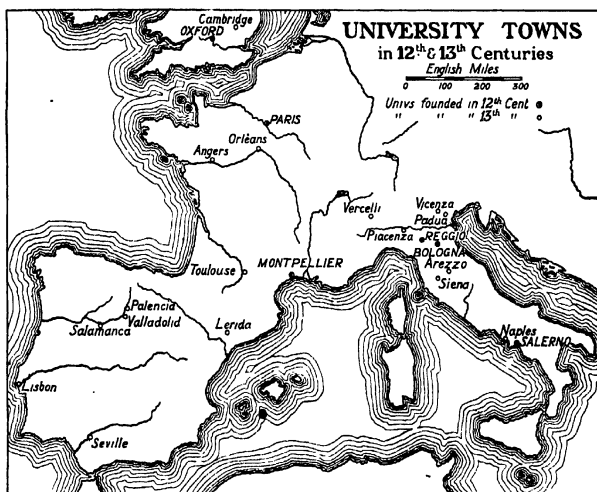 UNIVERSITY TOWNS
in 12th & 13th Centuries
English Miles
0 100 200 300
Univs founded in 12th Cent
" " " 13th "
Cambridge
OXFORD
PARIS
Orlèans
Angers
Vercelli
Vicenza
Padua
Piacenza
REGGIO
BOLOGNA
Arezzo
Siena
Toulouse
MONTPELLIER
Palencia
Valladolid
Salamanca
Lerida
Naples
SALERNO
Lisbon
Seville